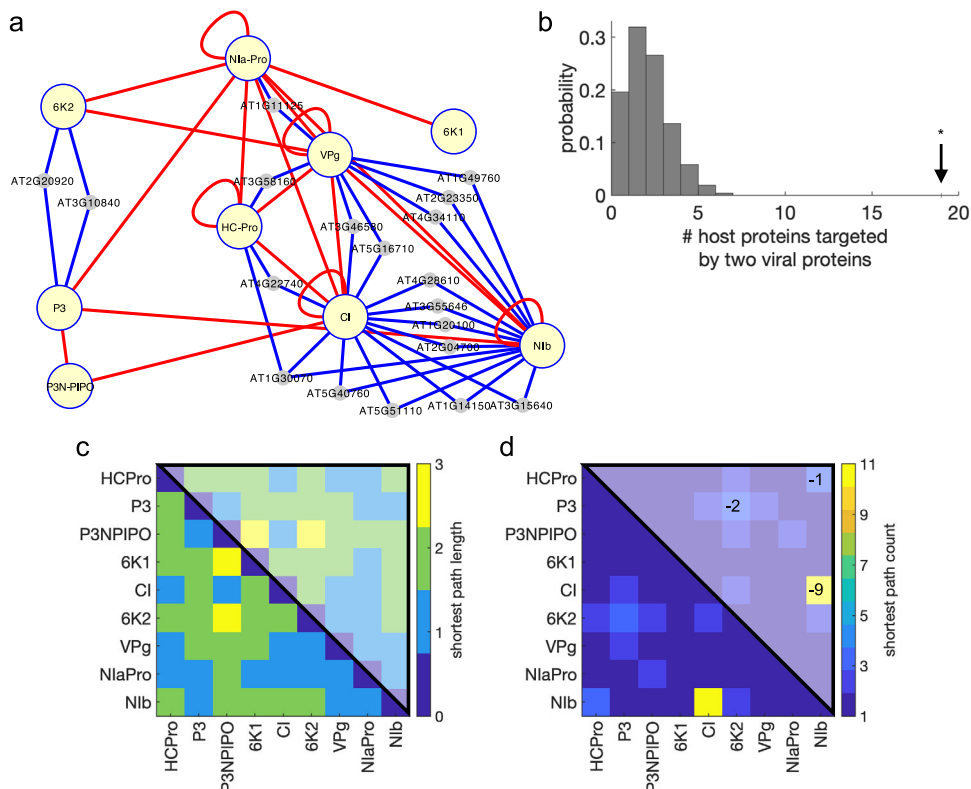 a
NIa-Pro
6K2
AT1G11125
6K1
VPg
AT2G20920
AT3G58160
AT1G49760
AT3G10840
AT2G23350
AT4G34110
HC-Pro
AT3G46580
AT5G16710
AT4G22740
AT4G28610
P3
CI
AT3G55646
AT1G20100
NIb
AT2G04700
P3N-PIPO
AT1G30070
AT5G40760
AT5G51110
AT1G14150
AT3G15640
b
probability
0.3
0.2
0.1
0
*
0
5
10
15
20
# host proteins targeted
by two viral proteins
c
HCPro
P3
P3NPIPO
6K1
CI
6K2
VPg
NIaPro
NIb
HCPro
P3
P3NPIPO
6K1
CI
6K2
VPg
NIaPro
NIb
3
2
1
0
shortest path length
d
HCPro
P3
P3NPIPO
6K1
CI
6K2
VPg
NIaPro
NIb
-1
-2
-9
HCPro
P3
P3NPIPO
6K1
CI
6K2
VPg
NIaPro
NIb
11
9
7
5
3
1
shortest path count